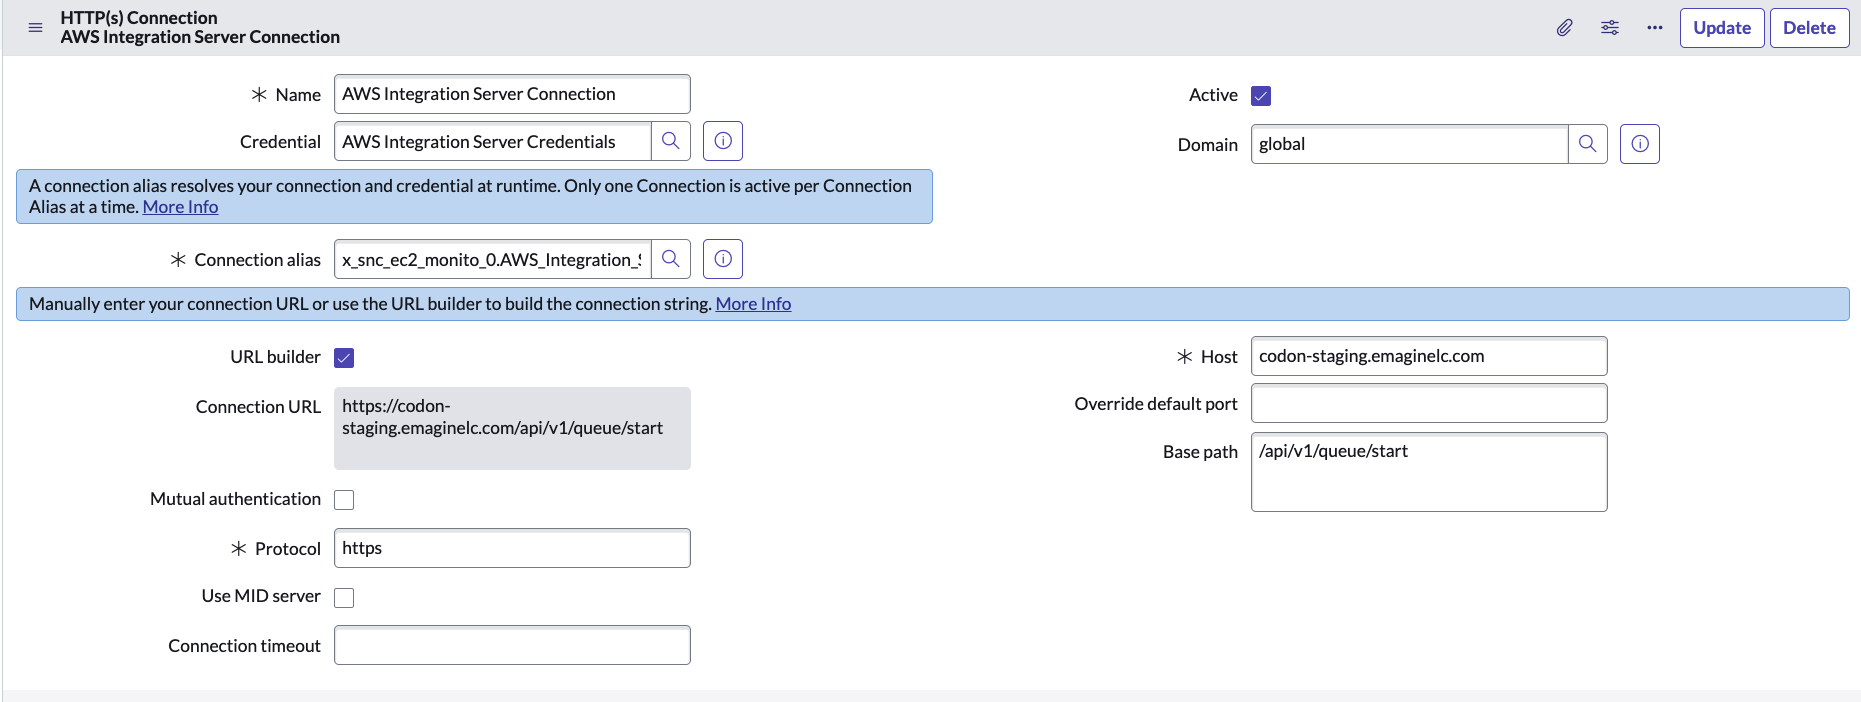 HTTP(s) Connection
AWS Integration Server Connection
Update
Delete
Name
AWS Integration Server Connection
Active
Credential
AWS Integration Server Credentials
Domain
global
A connection alias resolves your connection and credential at runtime. Only one Connection is active per Connection
Alias at a time. More Info
Connection alias
x_snc_ec2_monito_0.AWS_Integration_S
Manually enter your connection URL or use the URL builder to build the connection string. More Info
URL builder
Host
codon-staging.emaginelc.com
Connection URL
https://codon-
staging.emaginelc.com/api/v1/queue/start
Override default port
Base path
/api/v1/queue/start
Mutual authentication
Protocol
https
Use MID server
Connection timeout